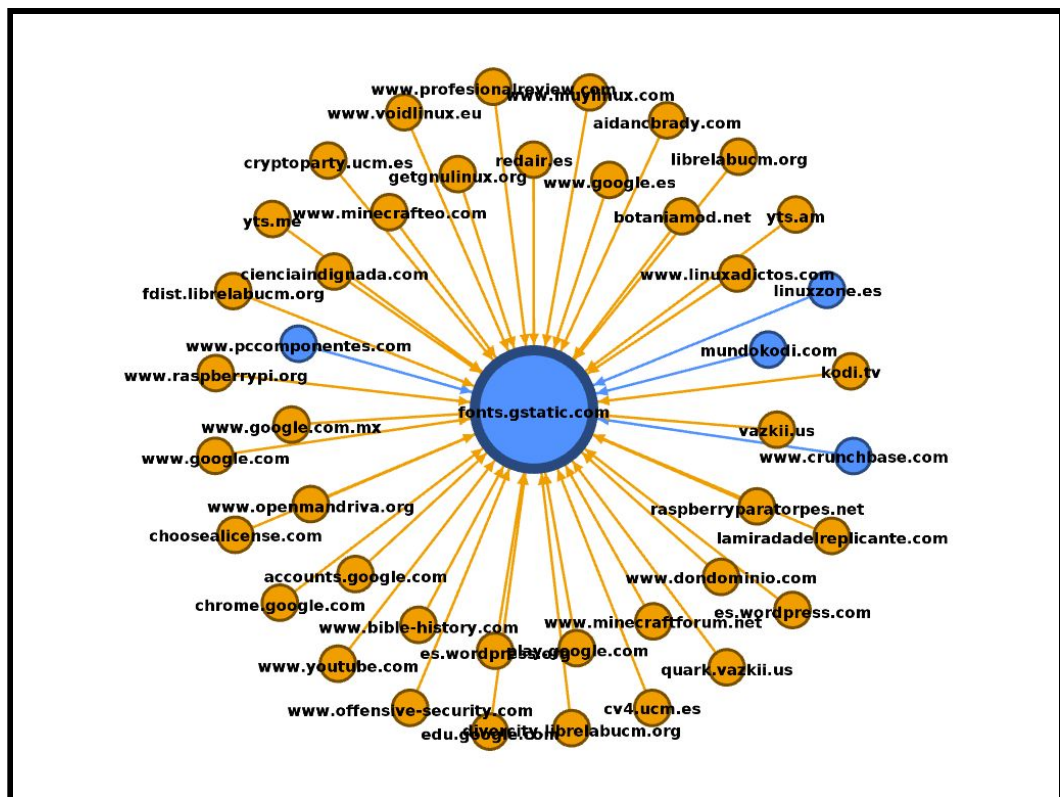 www.profesionalreview.com
www.muylinux.com
www.voidlinux.eu
aidancbrady.com
cryptoparty.ucm.es
redair.es
librelabucm.org
getgnulinux.org
www.google.es
yts.me
www.minecrafteo.com
botaniamod.net
yts.am
cienciaindignada.com
www.linuxadictos.com
fdist.librelabucm.org
linuxzone.es
www.pccomponentes.com
mundokodi.com
www.raspberrypi.org
kodi.tv
fonts.gstatic.com
www.google.com.mx
vazkii.us
www.google.com
www.crunchbase.com
www.openmandriva.org
raspberryparatorpes.net
choosealicense.com
lamiradadelreplicante.com
accounts.google.com
www.dondominio.com
chrome.google.com
es.wordpress.com
www.bible-history.com
www.minecraftforum.net
es.wordpress.org
play.google.com
www.youtube.com
quark.vazkii.us
www.offensive-security.com
cv4.ucm.es
edu.google.com
divercity.librelabucm.org